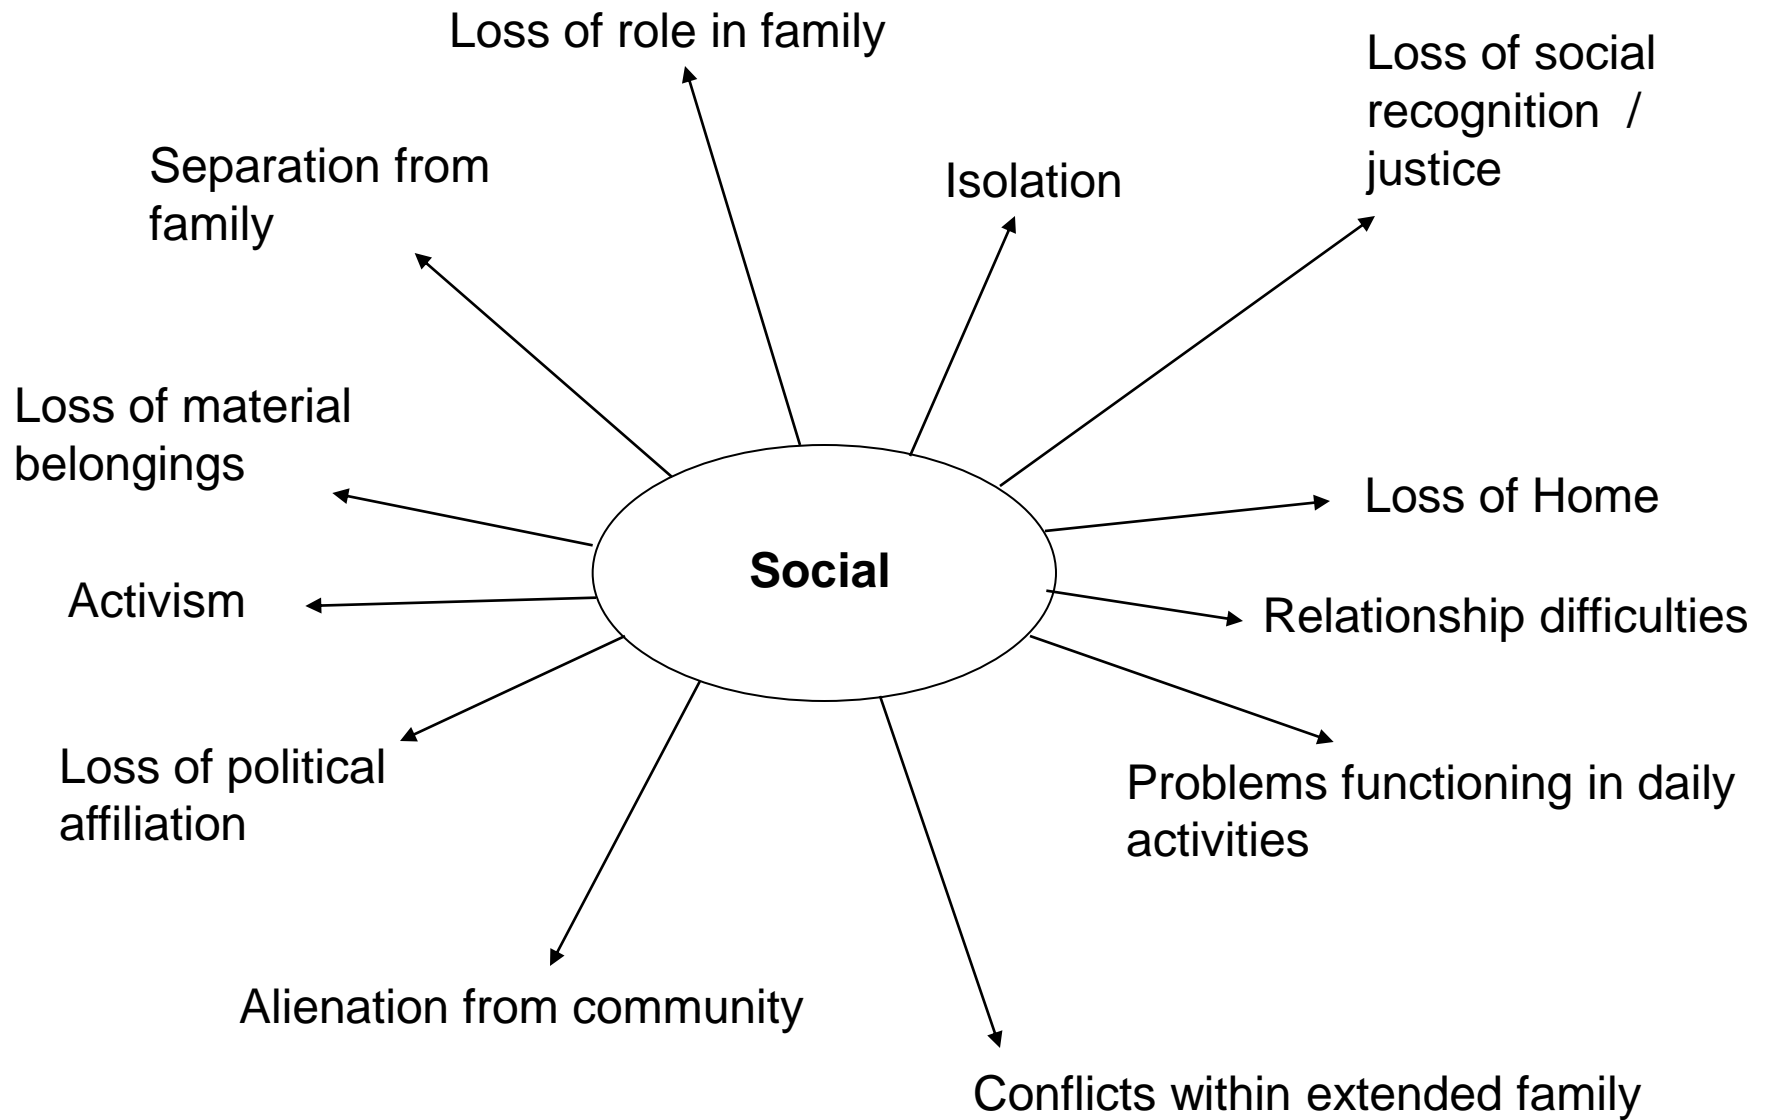 Loss of role in family
Loss of social
recognition  /
justice
Separation from
family
Isolation
Loss of material
belongings
Loss of Home
Social
Activism
Relationship difficulties
Loss of political
affiliation
Problems functioning in daily
activities
Alienation from community
Conflicts within extended family